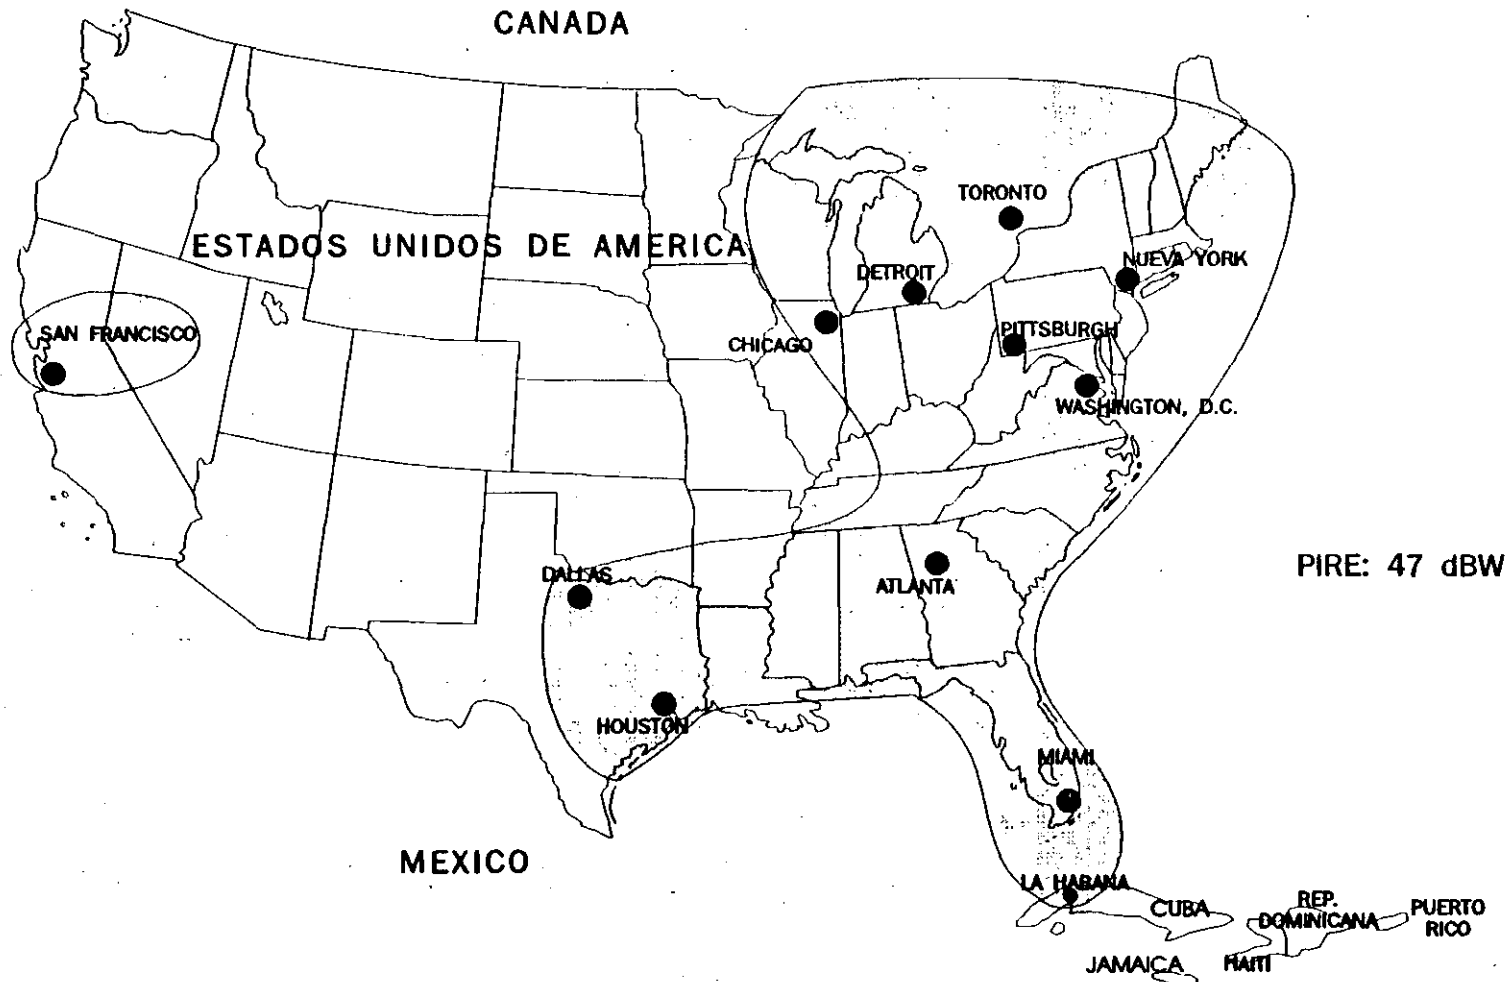 CANADA
TORONTO
ESTADOS UNIDOS DE AMERICA
NUEVA YORK
DETROIT
SAN FRANCISCO
PITTSBURGH
CHICAGO
WASHINGTON, D.C.
PIRE: 47 dBW
DALLAS
ATLANTA
HOUSTON
MIAMI
MEXICO
LA HABANA
CUBA
REP.
DOMINICANA
PUERTO
RICO
JAMAICA
HAITI